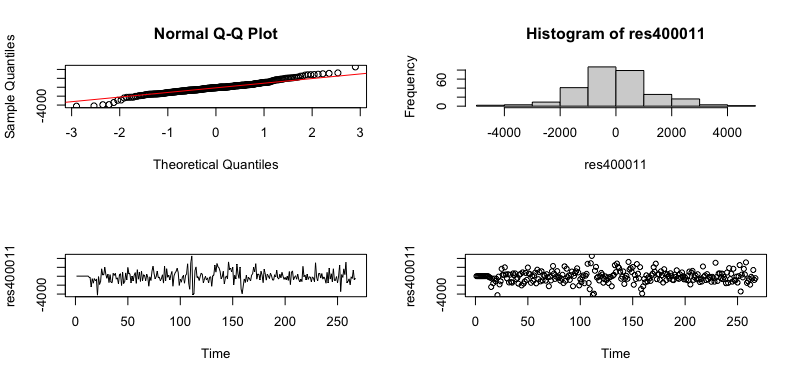 Normal Q-Q Plot
Sample Quantiles
-4000
-3 -2 -1 0 1 2 3
Theoretical Quantiles
Histogram of res400011
Frequency
0 60
-4000 -2000 0 2000 4000
res400011
res400011
-4000
0 50 100 150 200 250
Time
res400011
-4000
0 50 100 150 200 250
Time